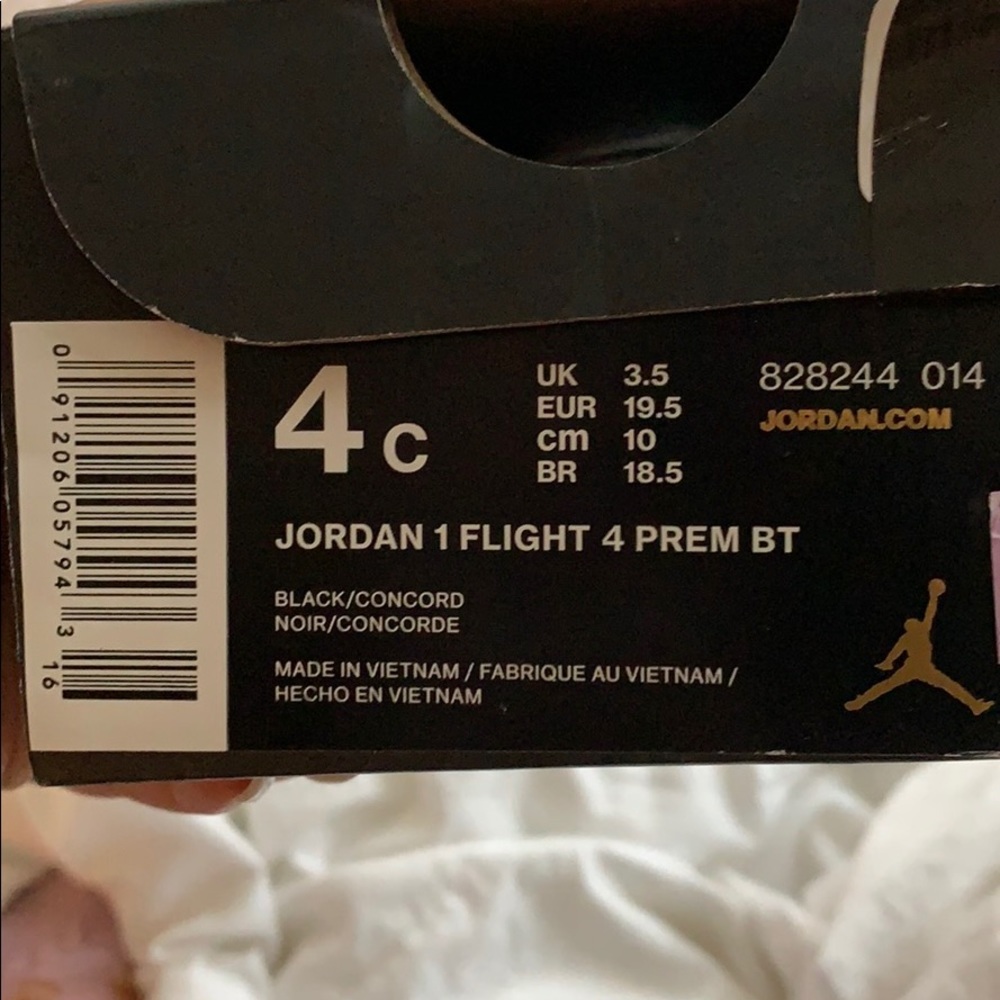 0 91206 05794 3 16
4 C
UK 3.5
EUR 19.5
cm 10
BR 18.5
828244 014
JORDAN.COM
JORDAN 1 FLIGHT 4 PREM BT
BLACK/CONCORD
NOIR/CONCORDE
MADE IN VIETNAM / FABRIQUE AU VIETNAM /
HECHO EN VIETNAM